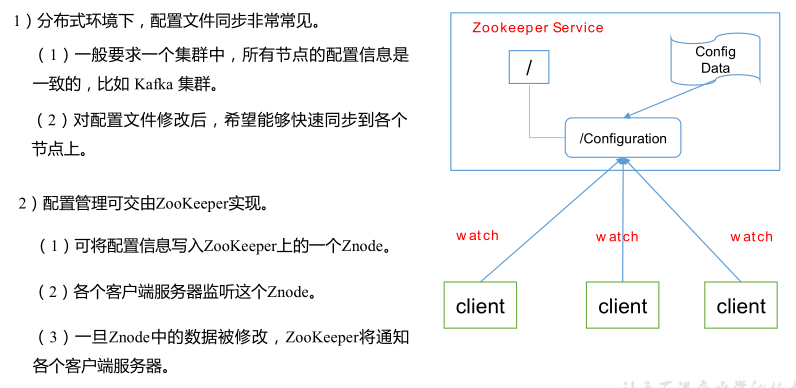 1）分布式环境下，配置文件同步非常常见。
（1）一般要求一个集群中，所有节点的配置信息是
一致的，比如 Kafka 集群。
（2）对配置文件修改后，希望能够快速同步到各个
节点上。
2）配置管理可交由ZooKeeper实现。
（1）可将配置信息写入ZooKeeper上的一个Znode。
（2）各个客户端服务器监听这个Znode。
（3）一旦Znode中的数据被修改，ZooKeeper将通知
各个客户端服务器。
Zookeeper Service
/
Config
Data
/Configuration
watch
watch
watch
client
client
client